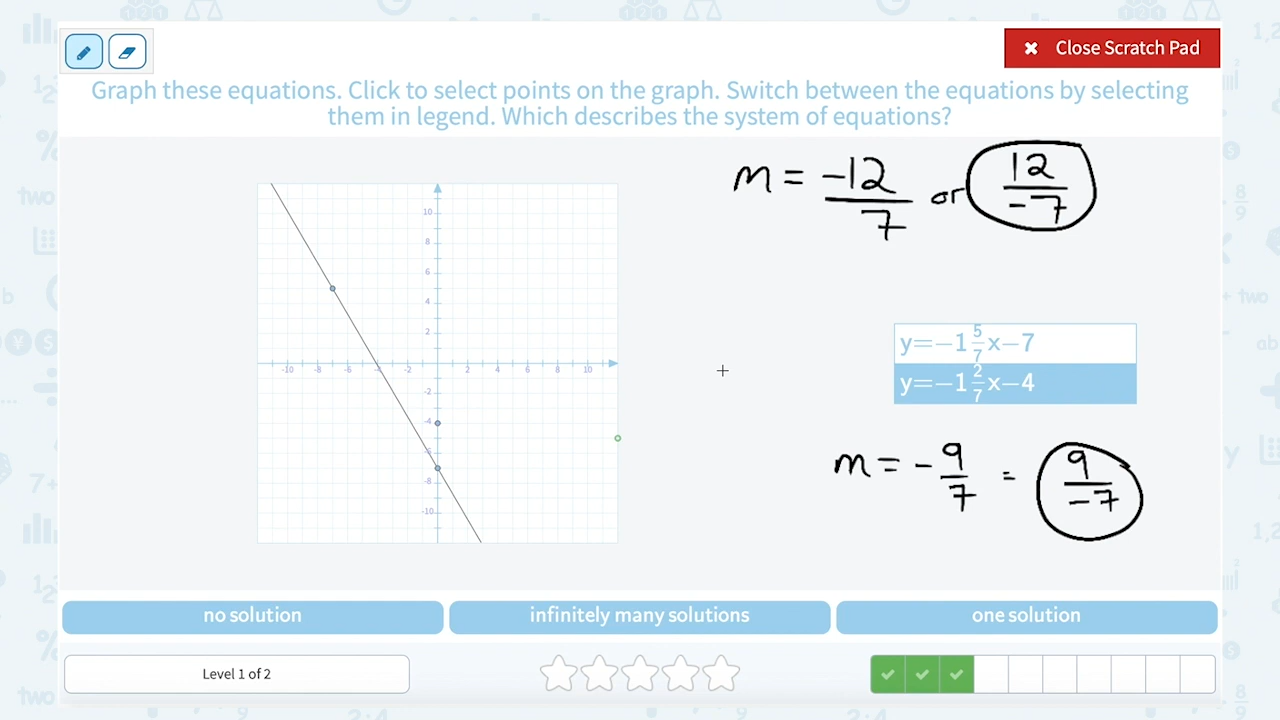 Close Scratch Pad
Graph these equations. Click to select points on the graph. Switch between the equations by selecting
them in legend. Which describes the system of equations?
m = -12/7 or 12/-7
10
8
6
4
2
-10 -8 -6 -4 -2 2 4 6 8 10
-2
-4
-6
-8
-10
y=-1 5/7 x-7
y=-1 2/7 x-4
m = -9/7 = 9/-7
no solution
infinitely many solutions
one solution
Level 1 of 2